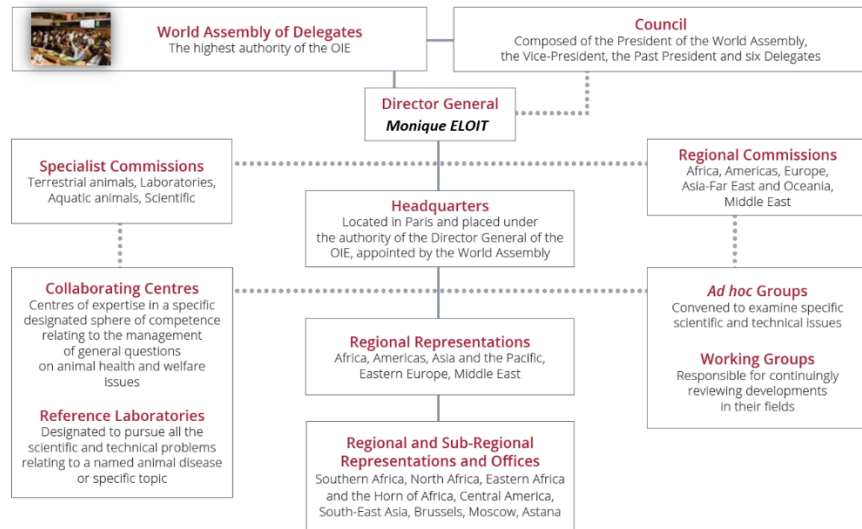 World Assembly of Delegates
The highest authority of the OIE
Council
Composed of the President of the World Assembly,
the Vice-President, the Past President and six Delegates
Director General
Monique ELOIT
Specialist Commissions
Terrestrial animals, Laboratories,
Aquatic animals, Scientific
Regional Commissions
Africa, Americas, Europe,
Asia-Far East and Oceania,
Middle East
Headquarters
Located in Paris and placed under
the authority of the Director General of the
OIE, appointed by the World Assembly
Collaborating Centres
Centres of expertise in a specific
designated sphere of competence
relating to the management
of general questions
on animal health and welfare
issues
Reference Laboratories
Designated to pursue all the
scientific and technical problems
relating to a named animal disease
or specific topic
Ad hoc Groups
Convened to examine specific
scientific and technical issues
Working Groups
Responsible for continuingly
reviewing developments
in their fields
Regional Representations
Africa, Americas, Asia and the Pacific,
Eastern Europe, Middle East
Regional and Sub-Regional
Representations and Offices
Southern Africa, North Africa, Eastern Africa
and the Horn of Africa, Central America,
South-East Asia, Brussels, Moscow, Astana